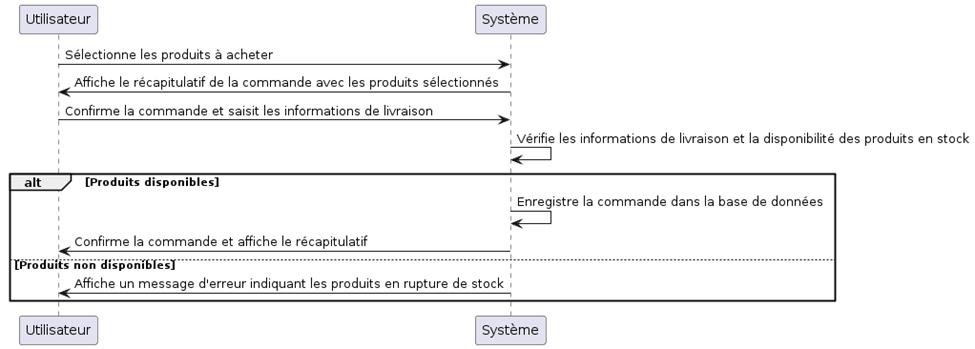 Utilisateur Système
Sélectionne les produits à acheter
Affiche le récapitulatif de la commande avec les produits sélectionnés
Confirme la commande et saisit les informations de livraison
Vérifie les informations de livraison et la disponibilité des produits en stock
alt [Produits disponibles]
Enregistre la commande dans la base de données
Confirme la commande et affiche le récapitulatif
[Produits non disponibles]
Affiche un message d'erreur indiquant les produits en rupture de stock
Utilisateur Système